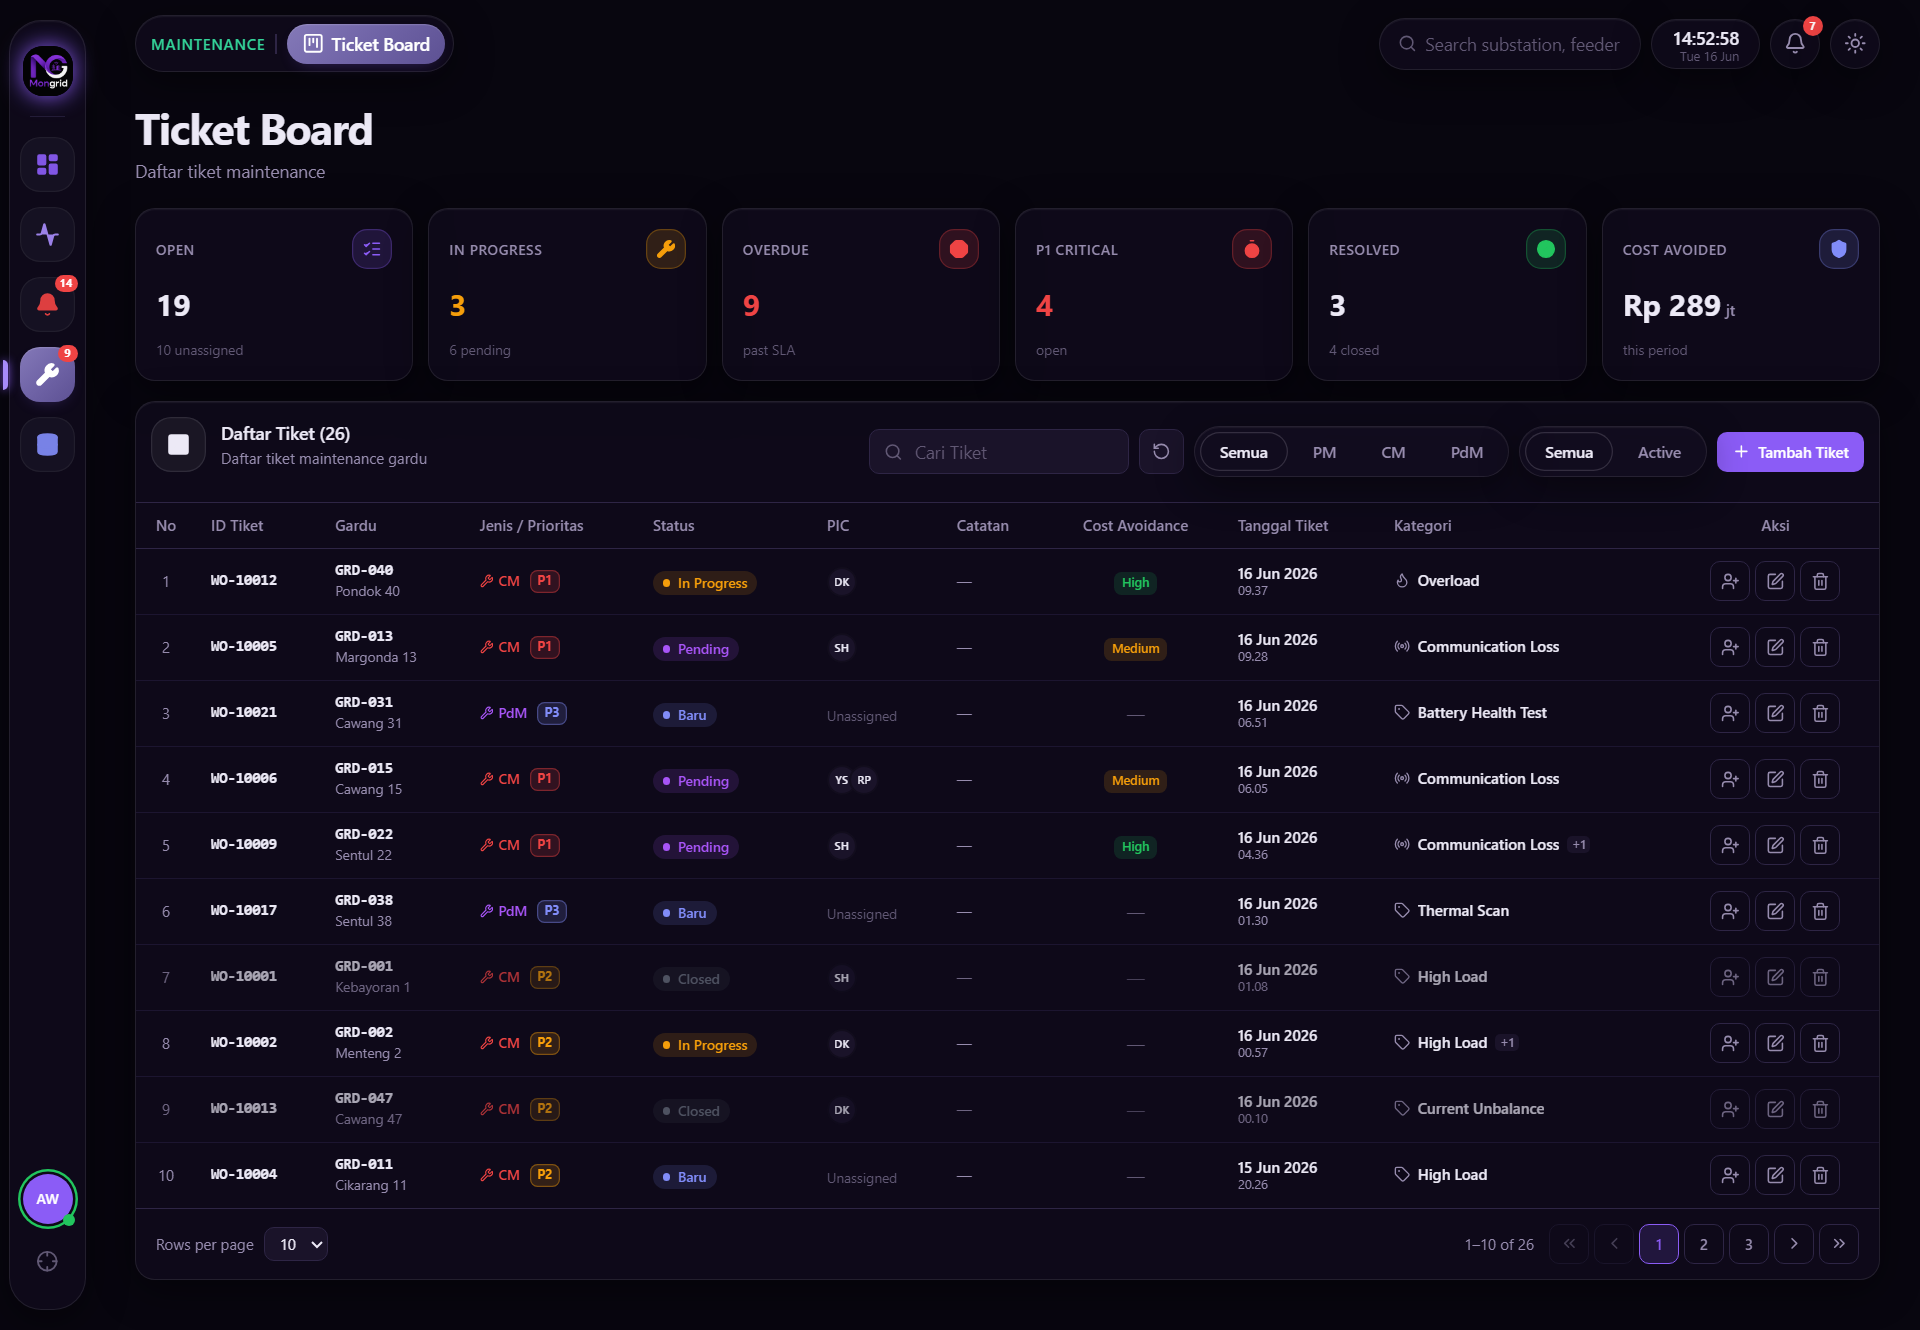 Mongrid
MAINTENANCE
Ticket Board
Search substation, feeder
14:52:58
Tue 16 Jun
7
14
9
AW
Ticket Board
Daftar tiket maintenance
OPEN
19
10 unassigned
IN PROGRESS
3
6 pending
OVERDUE
9
past SLA
P1 CRITICAL
4
open
RESOLVED
3
4 closed
COST AVOIDED
Rp 289 jt
this period
Daftar Tiket (26)
Daftar tiket maintenance gardu
Cari Tiket
Semua PM CM PdM
Semua Active
Tambah Tiket
No ID Tiket Gardu Jenis / Prioritas Status PIC Catatan Cost Avoidance Tanggal Tiket Kategori Aksi
1 WO-10012 GRD-040 CM P1 In Progress DK — High 16 Jun 2026 Overload
Pondok 40 09.37
2 WO-10005 GRD-013 CM P1 Pending SH — Medium 16 Jun 2026 Communication Loss
Margonda 13 09.28
3 WO-10021 GRD-031 PdM P3 Baru Unassigned — — 16 Jun 2026 Battery Health Test
Cawang 31 06.51
4 WO-10006 GRD-015 CM P1 Pending YS RP — Medium 16 Jun 2026 Communication Loss
Cawang 15 06.05
5 WO-10009 GRD-022 CM P1 Pending SH — High 16 Jun 2026 Communication Loss +1
Sentul 22 04.36
6 WO-10017 GRD-038 PdM P3 Baru Unassigned — — 16 Jun 2026 Thermal Scan
Sentul 38 01.30
7 WO-10001 GRD-001 CM P2 Closed SH — — 16 Jun 2026 High Load
Kebayoran 1 01.08
8 WO-10002 GRD-002 CM P2 In Progress DK — — 16 Jun 2026 High Load +1
Menteng 2 00.57
9 WO-10013 GRD-047 CM P2 Closed DK — — 16 Jun 2026 Current Unbalance
Cawang 47 00.10
10 WO-10004 GRD-011 CM P2 Baru Unassigned — — 15 Jun 2026 High Load
Cikarang 11 20.26
Rows per page 10
1–10 of 26 « ‹ 1 2 3 › »